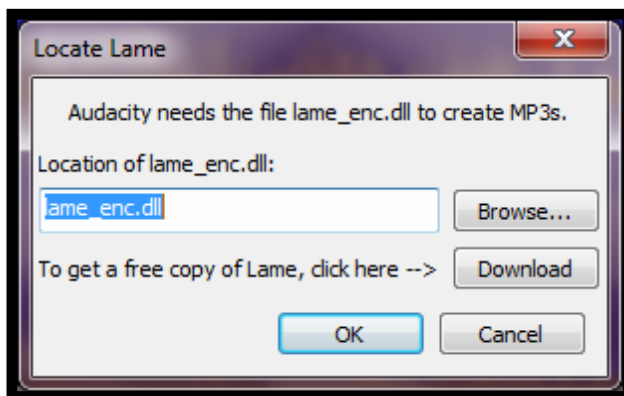 Locate Lame
X
Audacity needs the file lame_enc.dll to create MP3s.
Location of lame_enc.dll:
lame_enc.dll
Browse...
To get a free copy of Lame, click here -->
Download
OK
Cancel